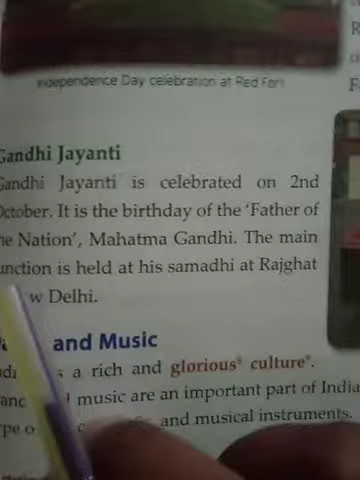 Independence Day celebration at Red Fort
Gandhi Jayanti
Gandhi Jayanti is celebrated on 2nd
October. It is the birthday of the 'Father of
the Nation', Mahatma Gandhi. The main
function is held at his samadhi at Rajghat
w Delhi.
and Music
a rich and glorious* culture*.
music are an important part of India
and musical instruments.